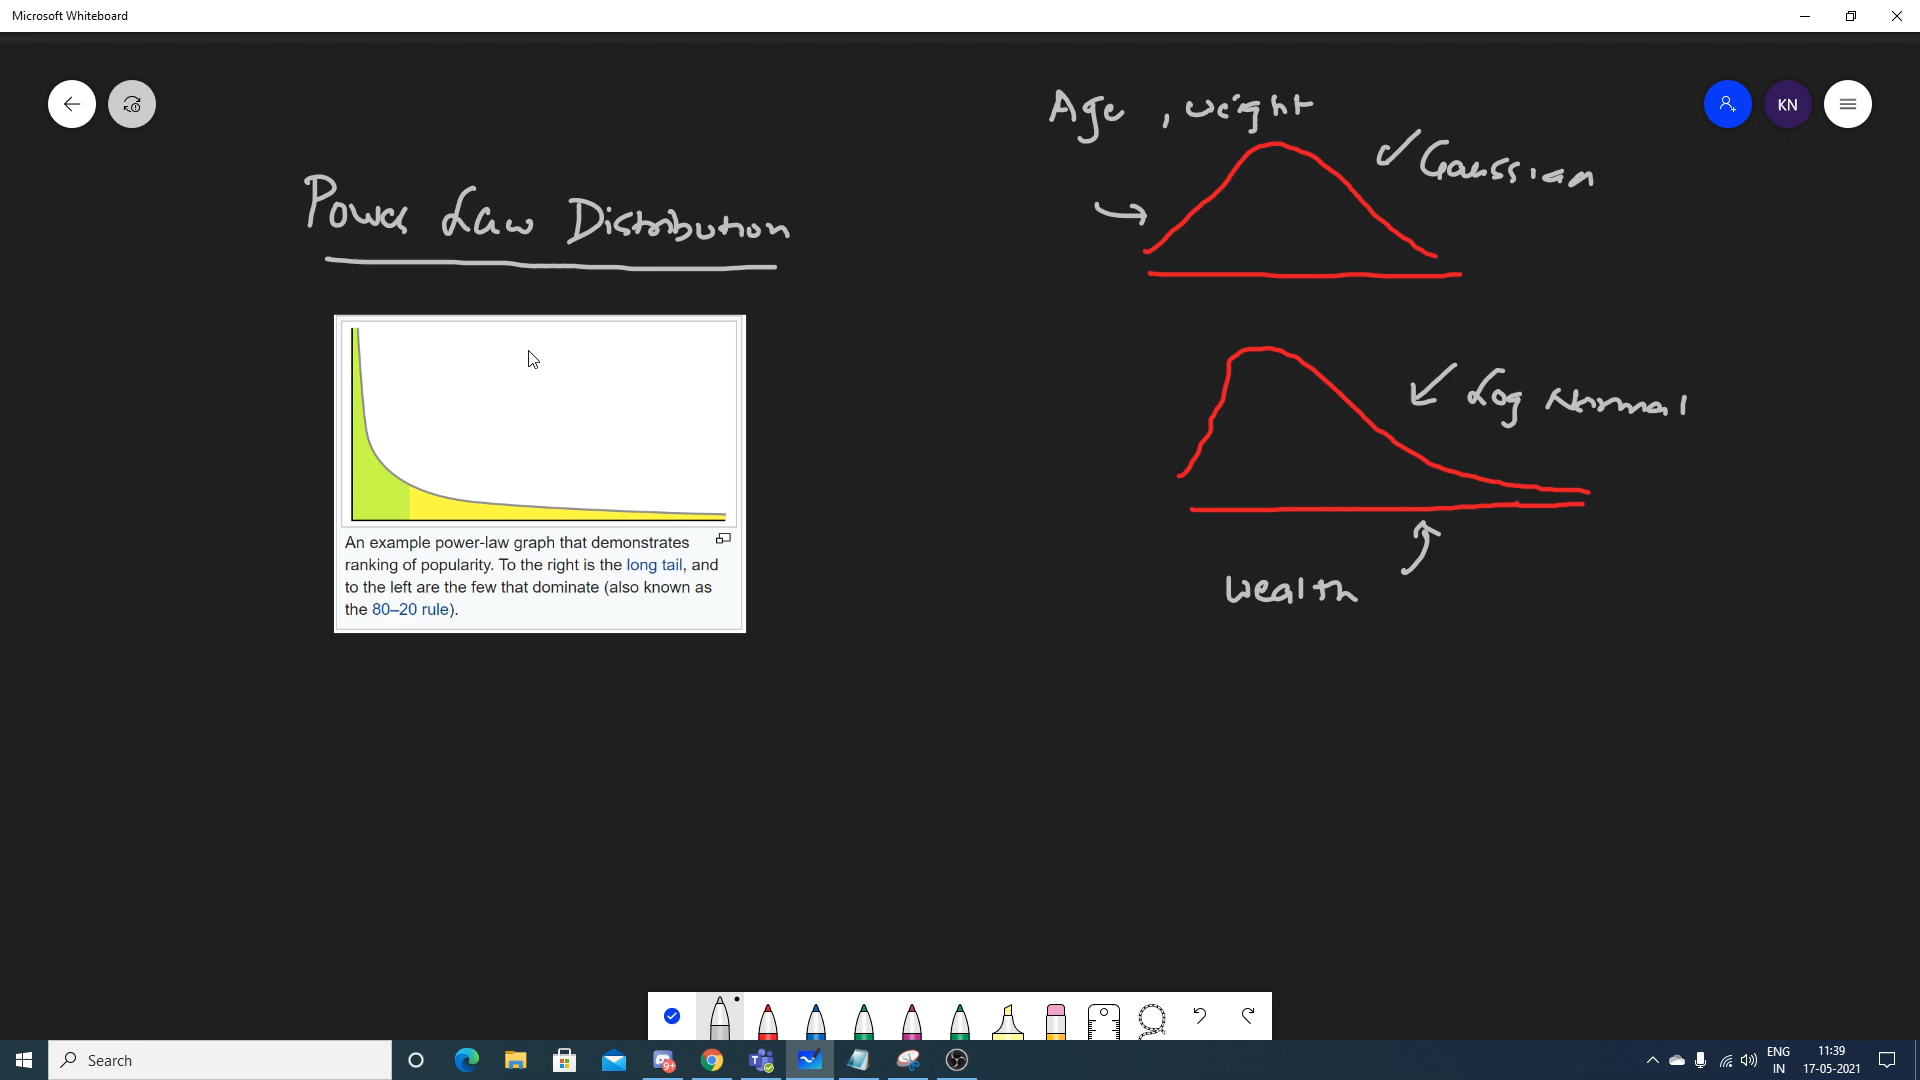 Microsoft Whiteboard
KN
Age , weight
Gaussian
Power Law Distribution
Log Normal
An example power-law graph that demonstrates
ranking of popularity. To the right is the long tail, and
to the left are the few that dominate (also known as
the 80–20 rule).
Wealth
Search
9+
ENG
IN
11:39
17-05-2021